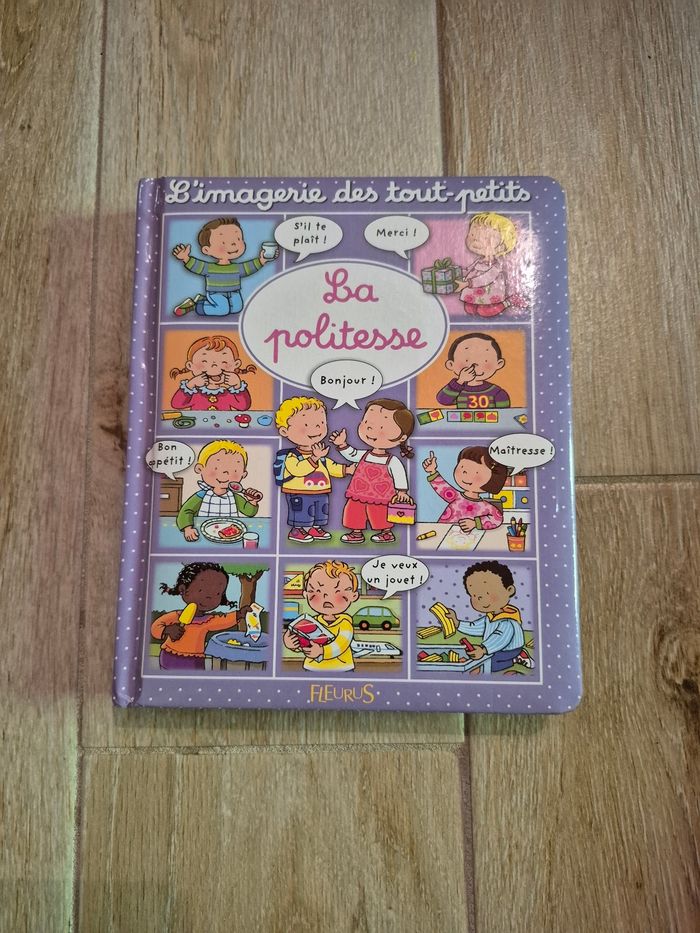 L'imagerie des tout-petits
S'il te
plaît !
Merci !
La
politesse
Bonjour !
30
Bon
appétit !
Maîtresse !
Je veux
un jouet !
FLEURUS